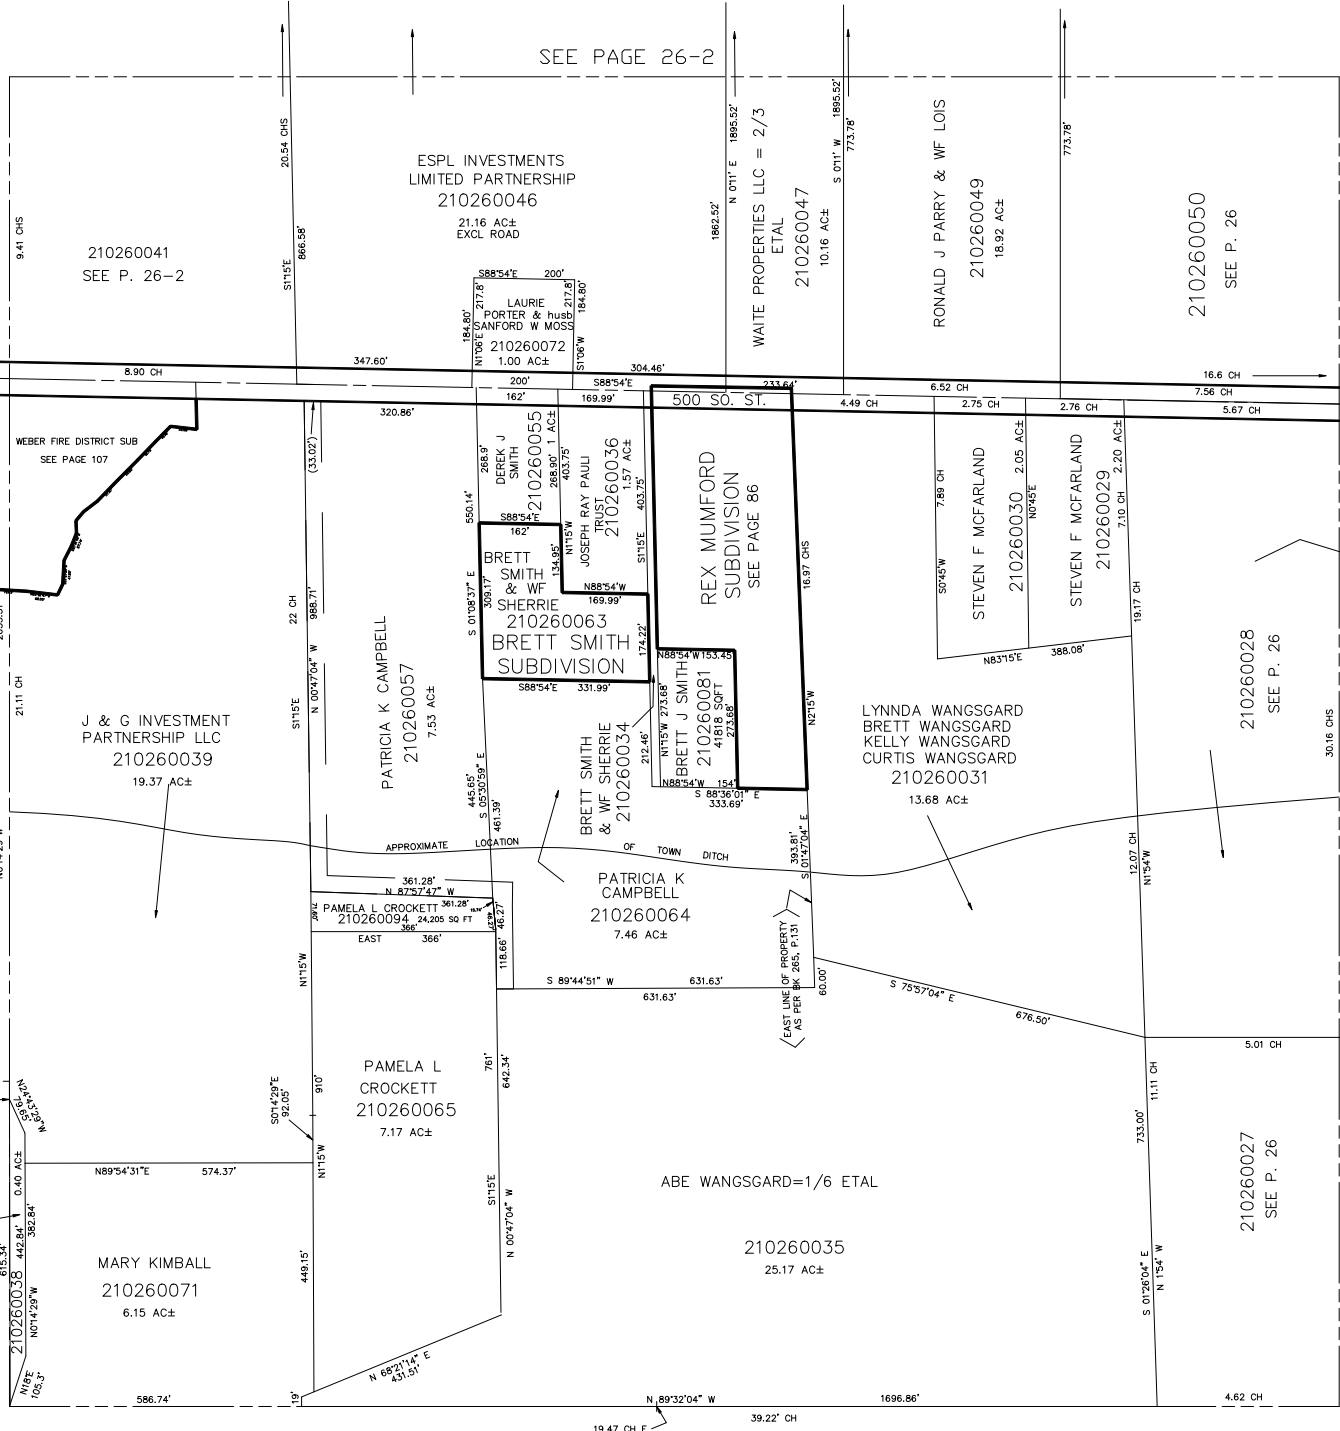 SEE PAGE 26-2
9.41 CHS
210260041
SEE P. 26-2
20.54 CHS
S1°15'E
866.58'
ESPL INVESTMENTS
LIMITED PARTNERSHIP
210260046
21.16 AC±
EXCL ROAD
S88°54'E 200'
184.80'
217.8'
N1°06'E
LAURIE
PORTER & husb
SANFORD W MOSS
210260072
1.00 AC±
217.8'
184.80'
S1°06'W
N 0°11' E 1895.52'
1862.52'
WAITE PROPERTIES LLC = 2/3
ETAL
210260047
10.16 AC±
S 0°11' W 1895.52'
773.78'
RONALD J PARRY & WF LOIS
210260049
18.92 AC±
773.78'
210260050
SEE P. 26
8.90 CH
347.60'
200'
304.46'
S88°54'E
233.64'
6.52 CH
16.6 CH
7.56 CH
162'
169.99'
500 SO. ST.
4.49 CH
2.75 CH
2.76 CH
5.67 CH
WEBER FIRE DISTRICT SUB
SEE PAGE 107
(33.02')
320.86'
268.9'
550.14'
DEREK J
SMITH
210260055
1 AC±
268.90'
403.75'
N1°15'W
JOSEPH RAY PAULI
TRUST
210260036
1.57 AC±
403.75'
S1°15'E
REX MUMFORD
SUBDIVISION
SEE PAGE 86
16.97 CHS
N2°15'W
7.89 CH
S0°45'W
STEVEN F MCFARLAND
210260030
2.05 AC±
N0°45'E
STEVEN F MCFARLAND
210260029
2.20 AC±
7.10 CH
19.17 CH
N83°15'E 388.08'
S88°54'E
162'
134.95'
N88°54'W
169.99'
S 01°08'37" E
309.17'
BRETT
SMITH
& WF
SHERRIE
210260063
BRETT SMITH
SUBDIVISION
174.22'
S88°54'E 331.99'
N88°54'W 153.45'
22 CH
988.71'
S1°15'E
N 00°47'04" W
PATRICIA K CAMPBELL
210260057
7.53 AC±
21.11 CH
J & G INVESTMENT
PARTNERSHIP LLC
210260039
19.37 AC±
445.65'
S 05°30'59" E
461.39'
BRETT SMITH
& WF SHERRIE
210260034
212.46'
N1°15'W 273.68'
BRETT J SMITH
210260081
41818 SQFT
273.68'
N88°54'W 154'
S 88°36'01" E
333.69'
LYNNDA WANGSGARD
BRETT WANGSGARD
KELLY WANGSGARD
CURTIS WANGSGARD
210260031
13.68 AC±
210260028
SEE P. 26
30.16 CHS
APPROXIMATE LOCATION OF TOWN DITCH
393.81'
S 01°47'04" E
12.07 CH
N1°54'W
361.28'
N 87°57'47" W
PAMELA L CROCKETT 361.28'
210260094 24,205 SQ FT
366'
EAST 366'
46.27'
118.66'
PATRICIA K
CAMPBELL
210260064
7.46 AC±
S 89°44'51" W 631.63'
631.63'
EAST LINE OF PROPERTY
AS PER BK 265, P.131
60.00'
S 75°57'04" E
676.50'
5.01 CH
N1°15'W
910'
S0°14'29"E
92.05'
N1°15'W
PAMELA L
CROCKETT
210260065
7.17 AC±
761'
642.34'
S1°15'E
N 00°47'04" W
11.11 CH
733.00'
N24°43'29"W
79.65'
N89°54'31"E 574.37'
0.40 AC±
382.84'
442.84'
615.34'
210260038
N0°14'29"W
N18°E
105.3'
MARY KIMBALL
210260071
6.15 AC±
449.15'
ABE WANGSGARD=1/6 ETAL
210260035
25.17 AC±
210260027
SEE P. 26
S 01°26'04" E
N 1°54' W
N 68°21'14" E
431.51'
586.74'
19'
N 89°32'04" W
1696.86'
4.62 CH
39.22' CH
19.47 CH E